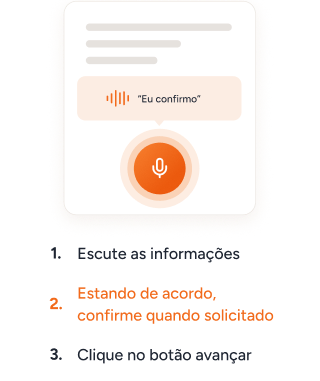 “Eu confirmo”
1. Escute as informações
2. Estando de acordo,
confirme quando solicitado
3. Clique no botão avançar